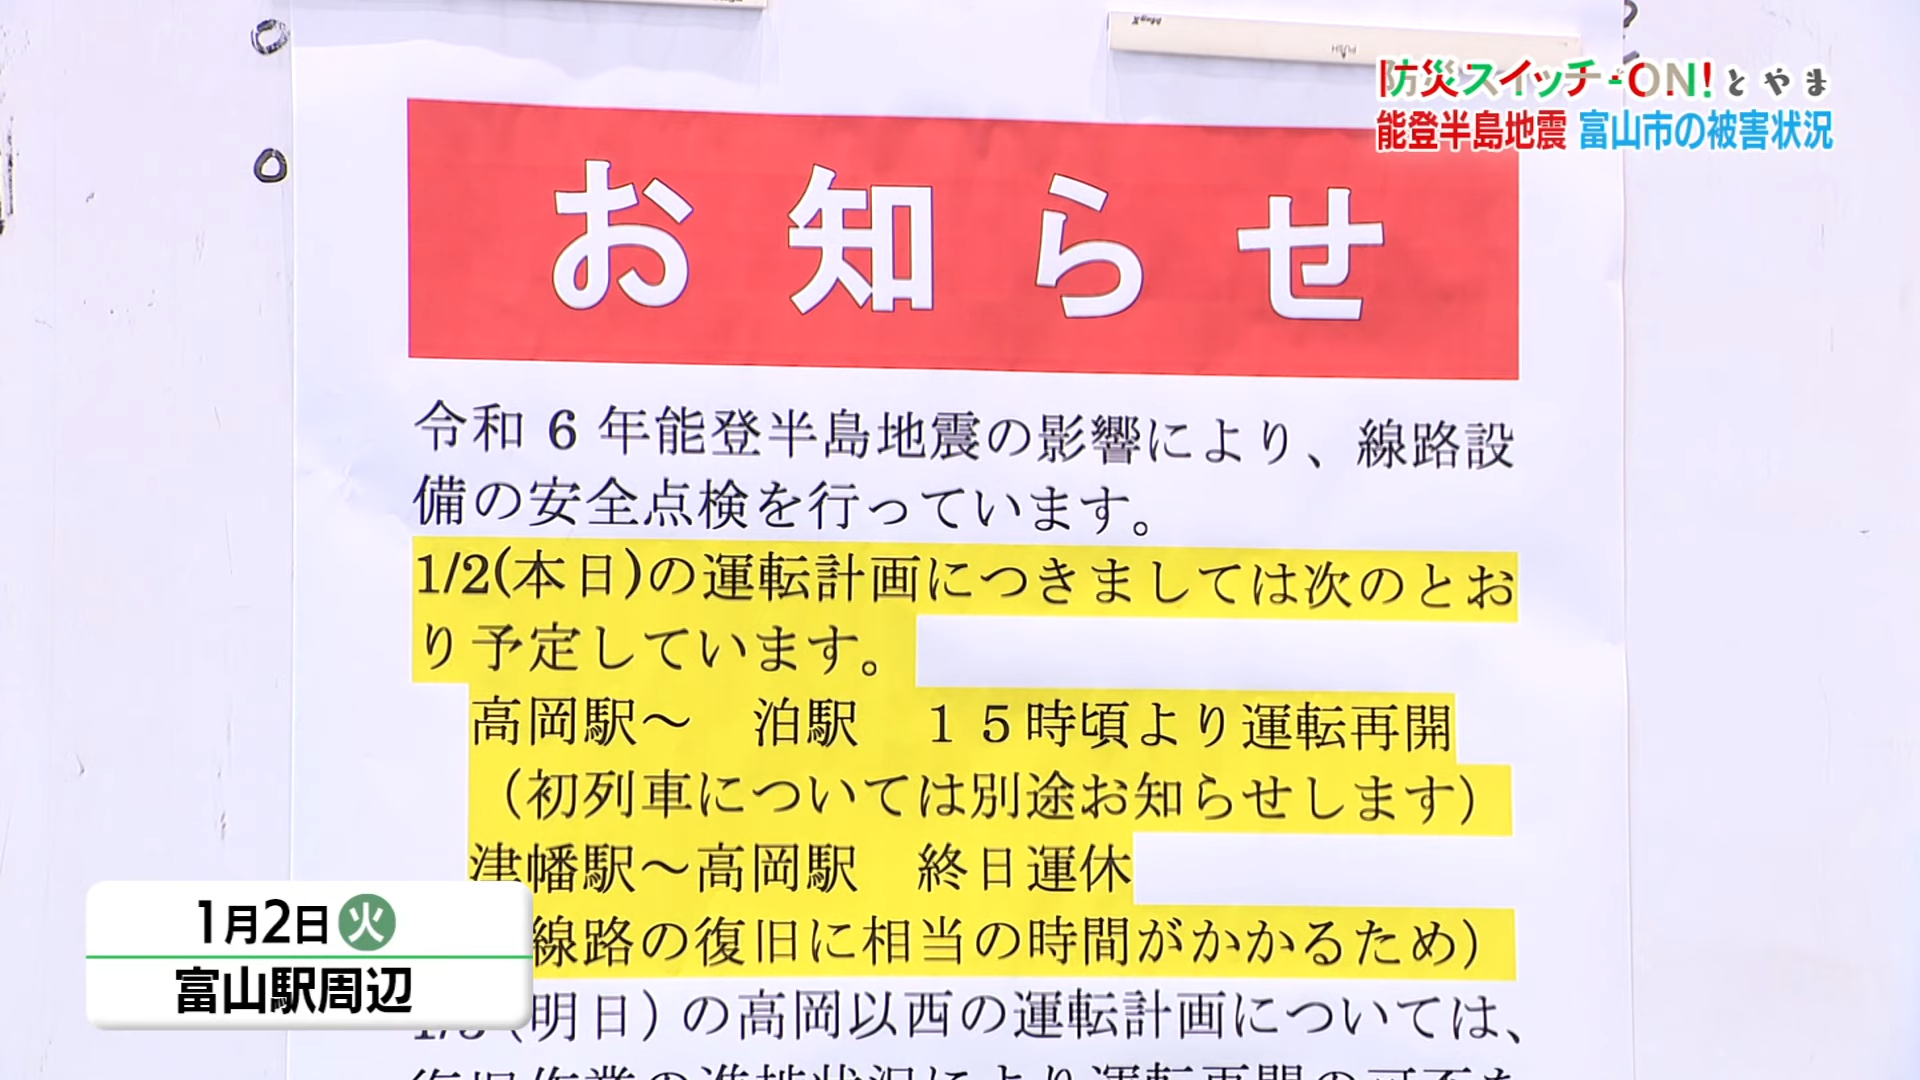 MagX
PUSH
防災スイッチ-ON!とやま
能登半島地震 富山市の被害状況
お知らせ
令和6年能登半島地震の影響により、線路設
備の安全点検を行っています。
1/2(本日)の運転計画につきましては次のとお
り予定しています。
高岡駅～ 泊駅 15時頃より運転再開
（初列車については別途お知らせします）
津幡駅～高岡駅 終日運休
線路の復旧に相当の時間がかかるため）
(明日）の高岡以西の運転計画については、
1月2日 火
富山駅周辺